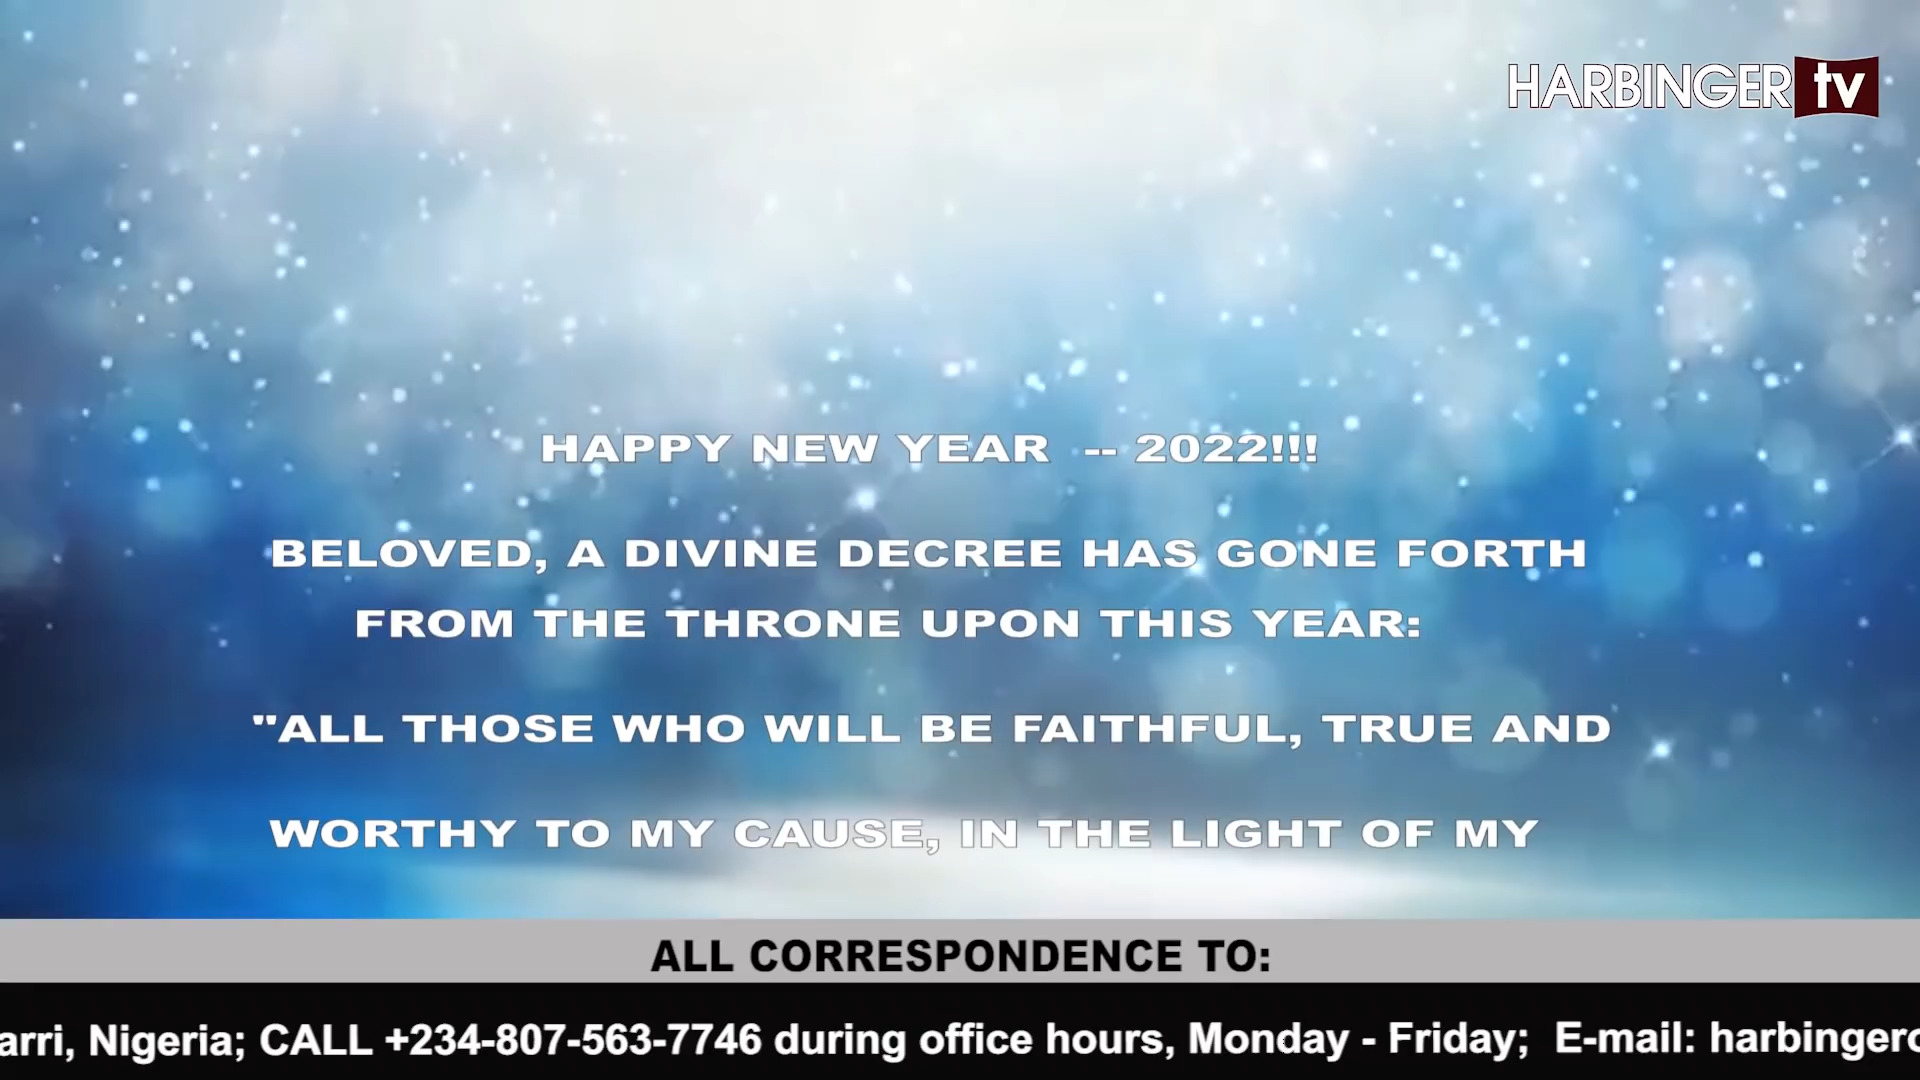 HARBINGER tv
HAPPY NEW YEAR -- 2022!!!
BELOVED, A DIVINE DECREE HAS GONE FORTH
FROM THE THRONE UPON THIS YEAR:
"ALL THOSE WHO WILL BE FAITHFUL, TRUE AND
WORTHY TO MY CAUSE, IN THE LIGHT OF MY
ALL CORRESPONDENCE TO:
arri, Nigeria; CALL +234-807-563-7746 during office hours, Monday - Friday; E-mail: harbinger